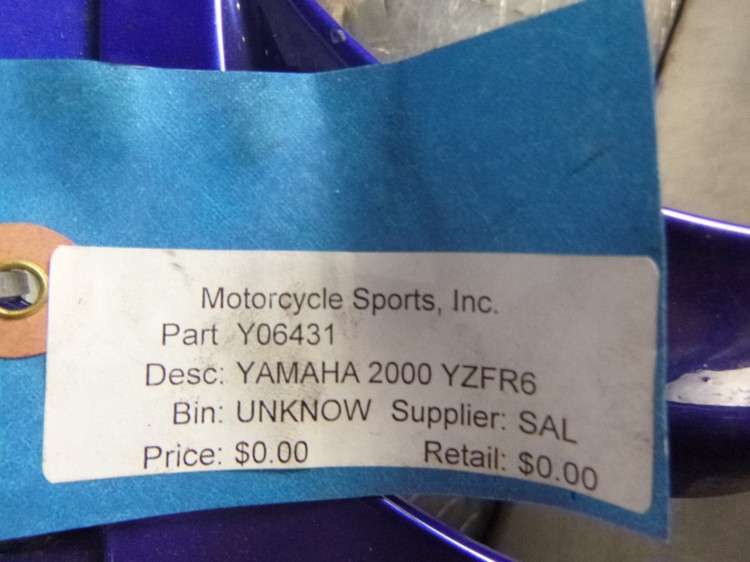 Motorcycle Sports, Inc.
Part Y06431
Desc: YAMAHA 2000 YZFR6
Bin: UNKNOW Supplier: SAL
Price: $0.00 Retail: $0.00